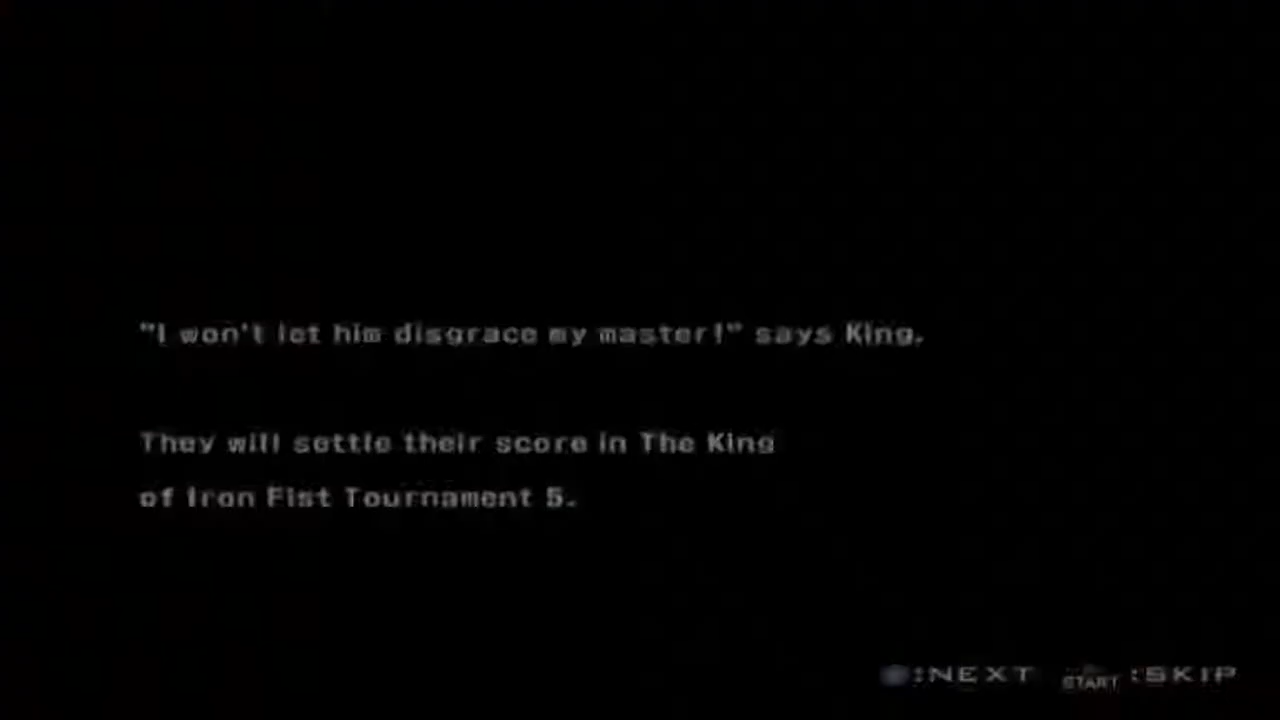 "I won't let him disgrace my master!" says King.
They will settle their score in The King
of Iron Fist Tournament 5.
:NEXT START :SKIP